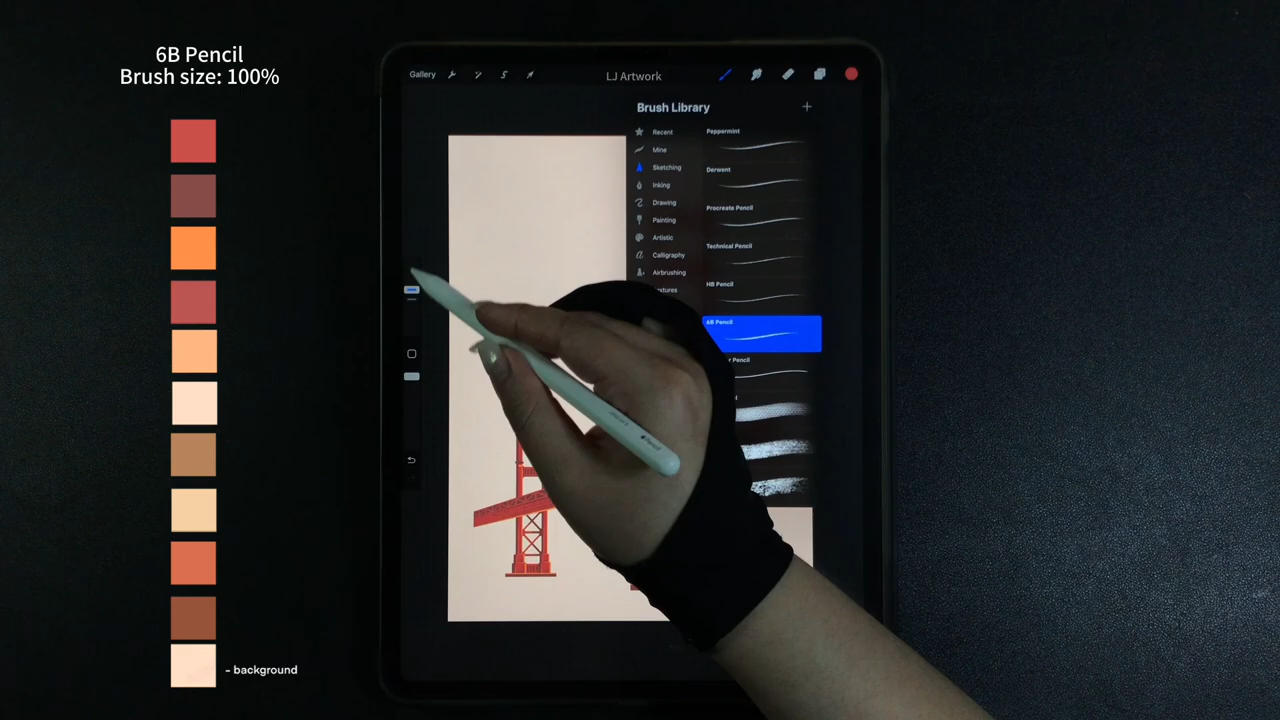 6B Pencil
Brush size: 100%
- background
Gallery
LJ Artwork
Brush Library
Recent
Mine
Sketching
Inking
Drawing
Painting
Artistic
Calligraphy
Airbrushing
Peppermint
Derwent
Procreate Pencil
Technical Pencil
HB Pencil
6B Pencil
Pencil